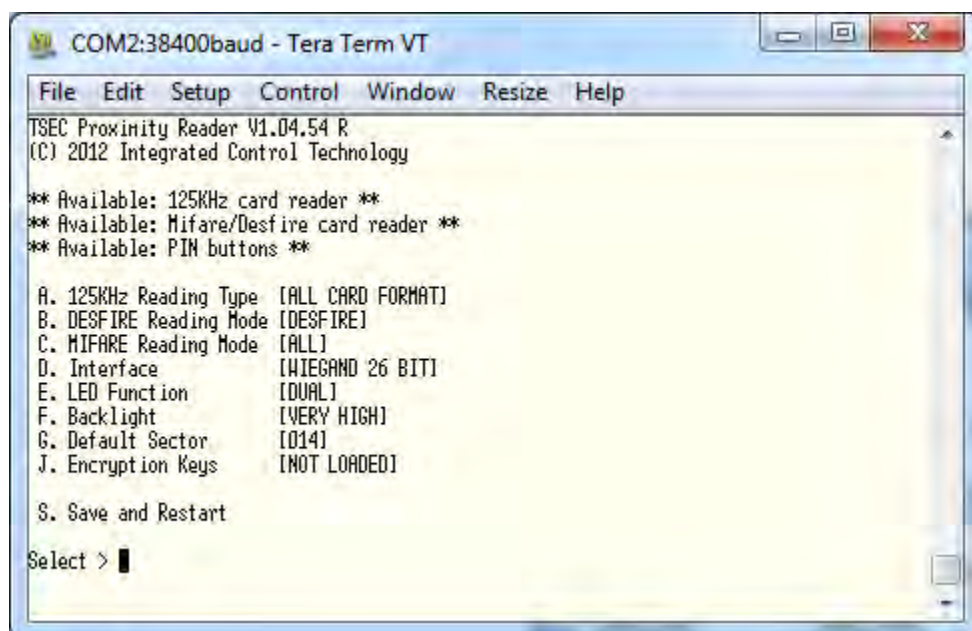 COM2:38400baud - Tera Term VT
File Edit Setup Control Window Resize Help
TSEC Proximity Reader V1.04.54 R
(C) 2012 Integrated Control Technology
** Available: 125KHz card reader **
** Available: Mifare/Desfire card reader **
** Available: PIN buttons **
A. 125KHz Reading Type [ALL CARD FORMAT]
B. DESFIRE Reading Mode [DESFIRE]
C. MIFARE Reading Mode [ALL]
D. Interface [WIEGAND 26 BIT]
E. LED Function [DUAL]
F. Backlight [VERY HIGH]
G. Default Sector [014]
J. Encryption Keys [NOT LOADED]
S. Save and Restart
Select >